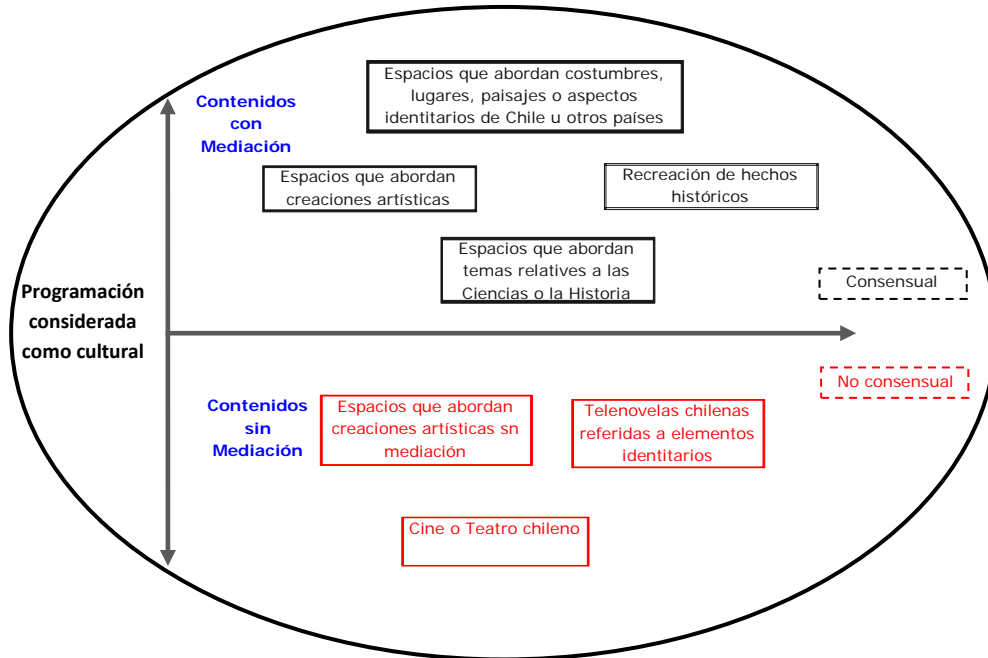 Espacios que abordan costumbres,
lugares, paisajes o aspectos
identitarios de Chile u otros países
Contenidos
con
Mediación
Espacios que abordan
creaciones artísticas
Recreación de hechos
históricos
Espacios que abordan
temas relatives a las
Ciencias o la Historia
Consensual
Programación
considerada
como cultural
No consensual
Contenidos
sin
Mediación
Espacios que abordan
creaciones artísticas sn
mediación
Telenovelas chilenas
referidas a elementos
identitarios
Cine o Teatro chileno